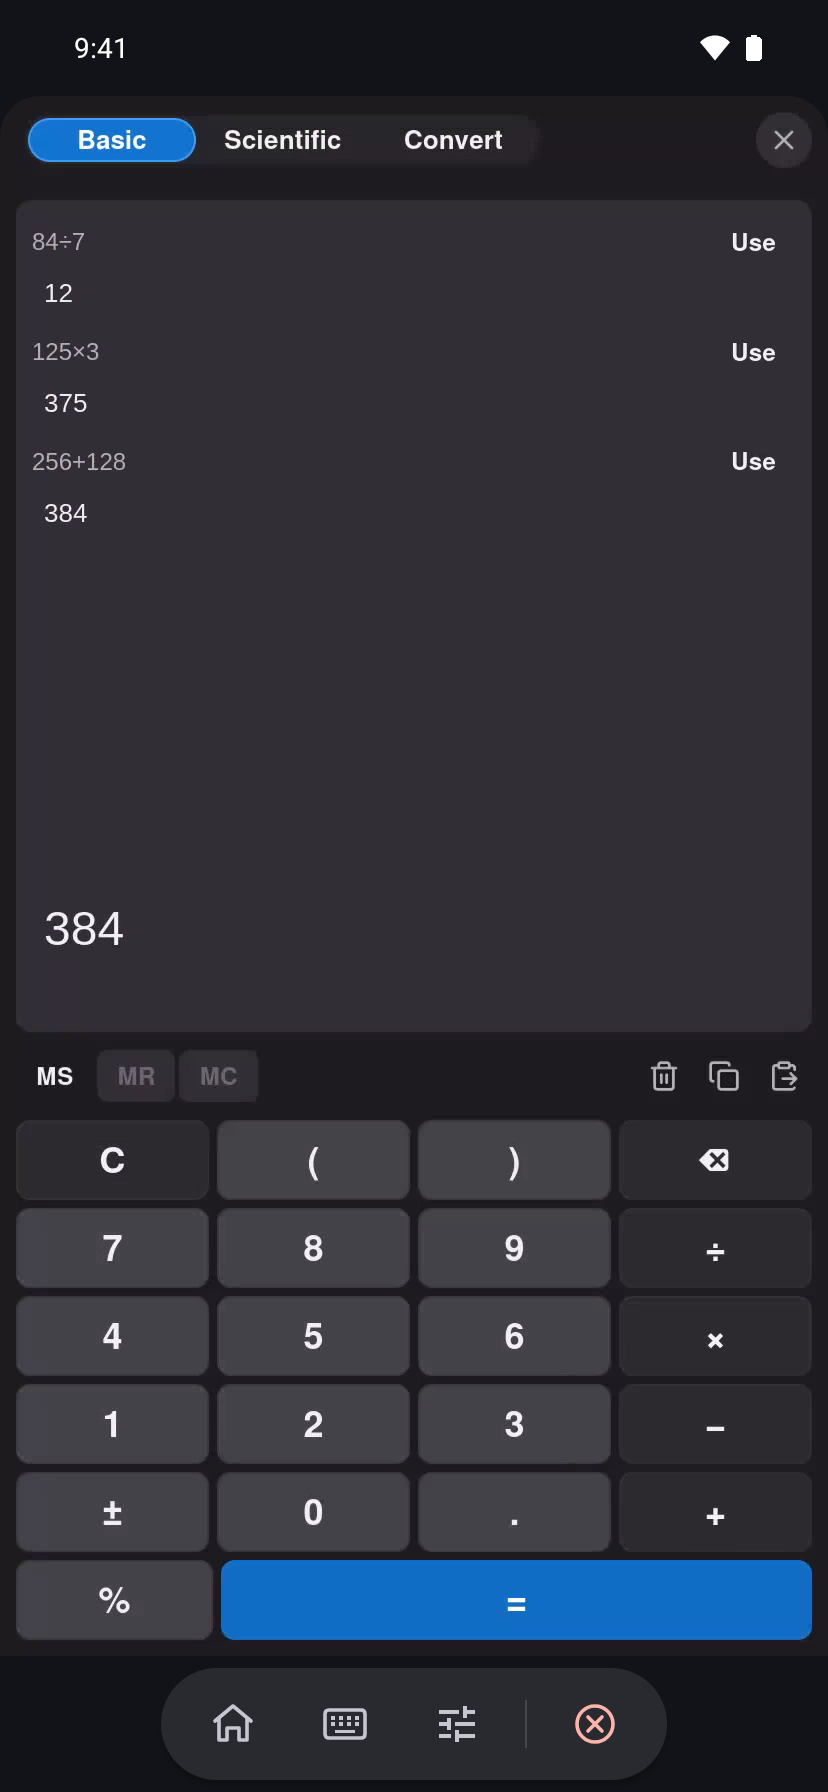 9:41
Basic Scientific Convert
84÷7 Use
12
125×3 Use
375
256+128 Use
384
384
MS MR MC
C ( )
7 8 9 ÷
4 5 6 ×
1 2 3 −
± 0 . +
% =